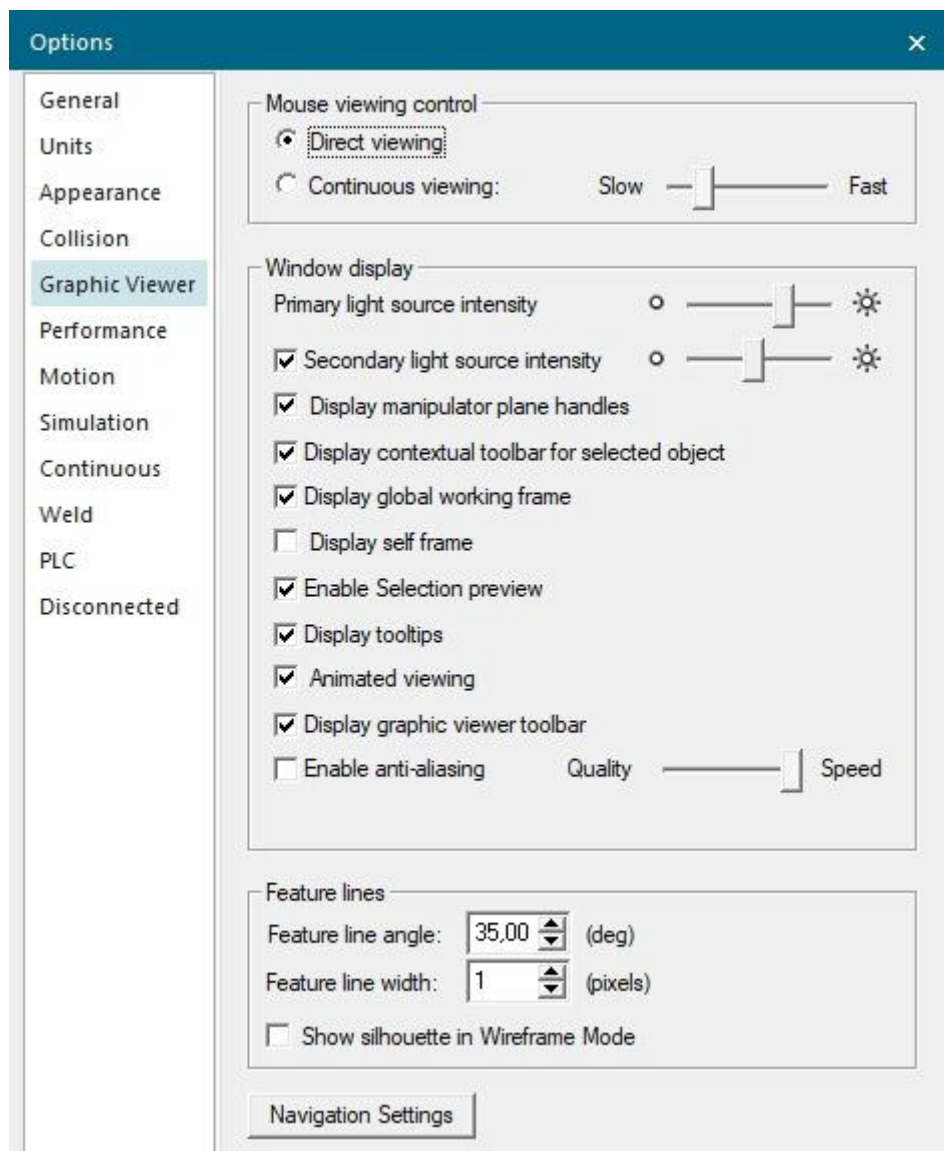 Options
General
Units
Appearance
Collision
Graphic Viewer
Performance
Motion
Simulation
Continuous
Weld
PLC
Disconnected
Mouse viewing control
Direct viewing
Continuous viewing: Slow Fast
Window display
Primary light source intensity
Secondary light source intensity
Display manipulator plane handles
Display contextual toolbar for selected object
Display global working frame
Display self frame
Enable Selection preview
Display tooltips
Animated viewing
Display graphic viewer toolbar
Enable anti-aliasing Quality Speed
Feature lines
Feature line angle: 35,00 (deg)
Feature line width: 1 (pixels)
Show silhouette in Wireframe Mode
Navigation Settings